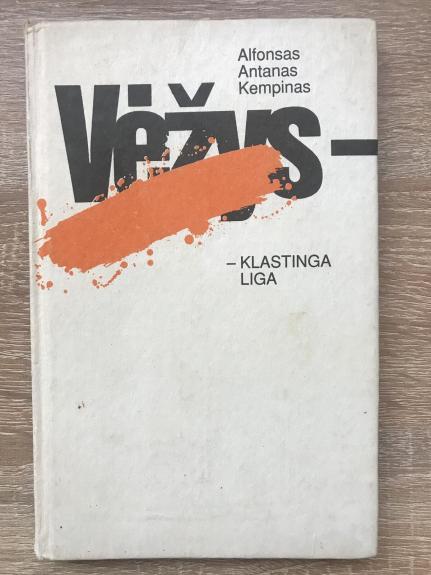 Alfonsas
Antanas
Kempinas
Vėžys–
– KLASTINGA
LIGA